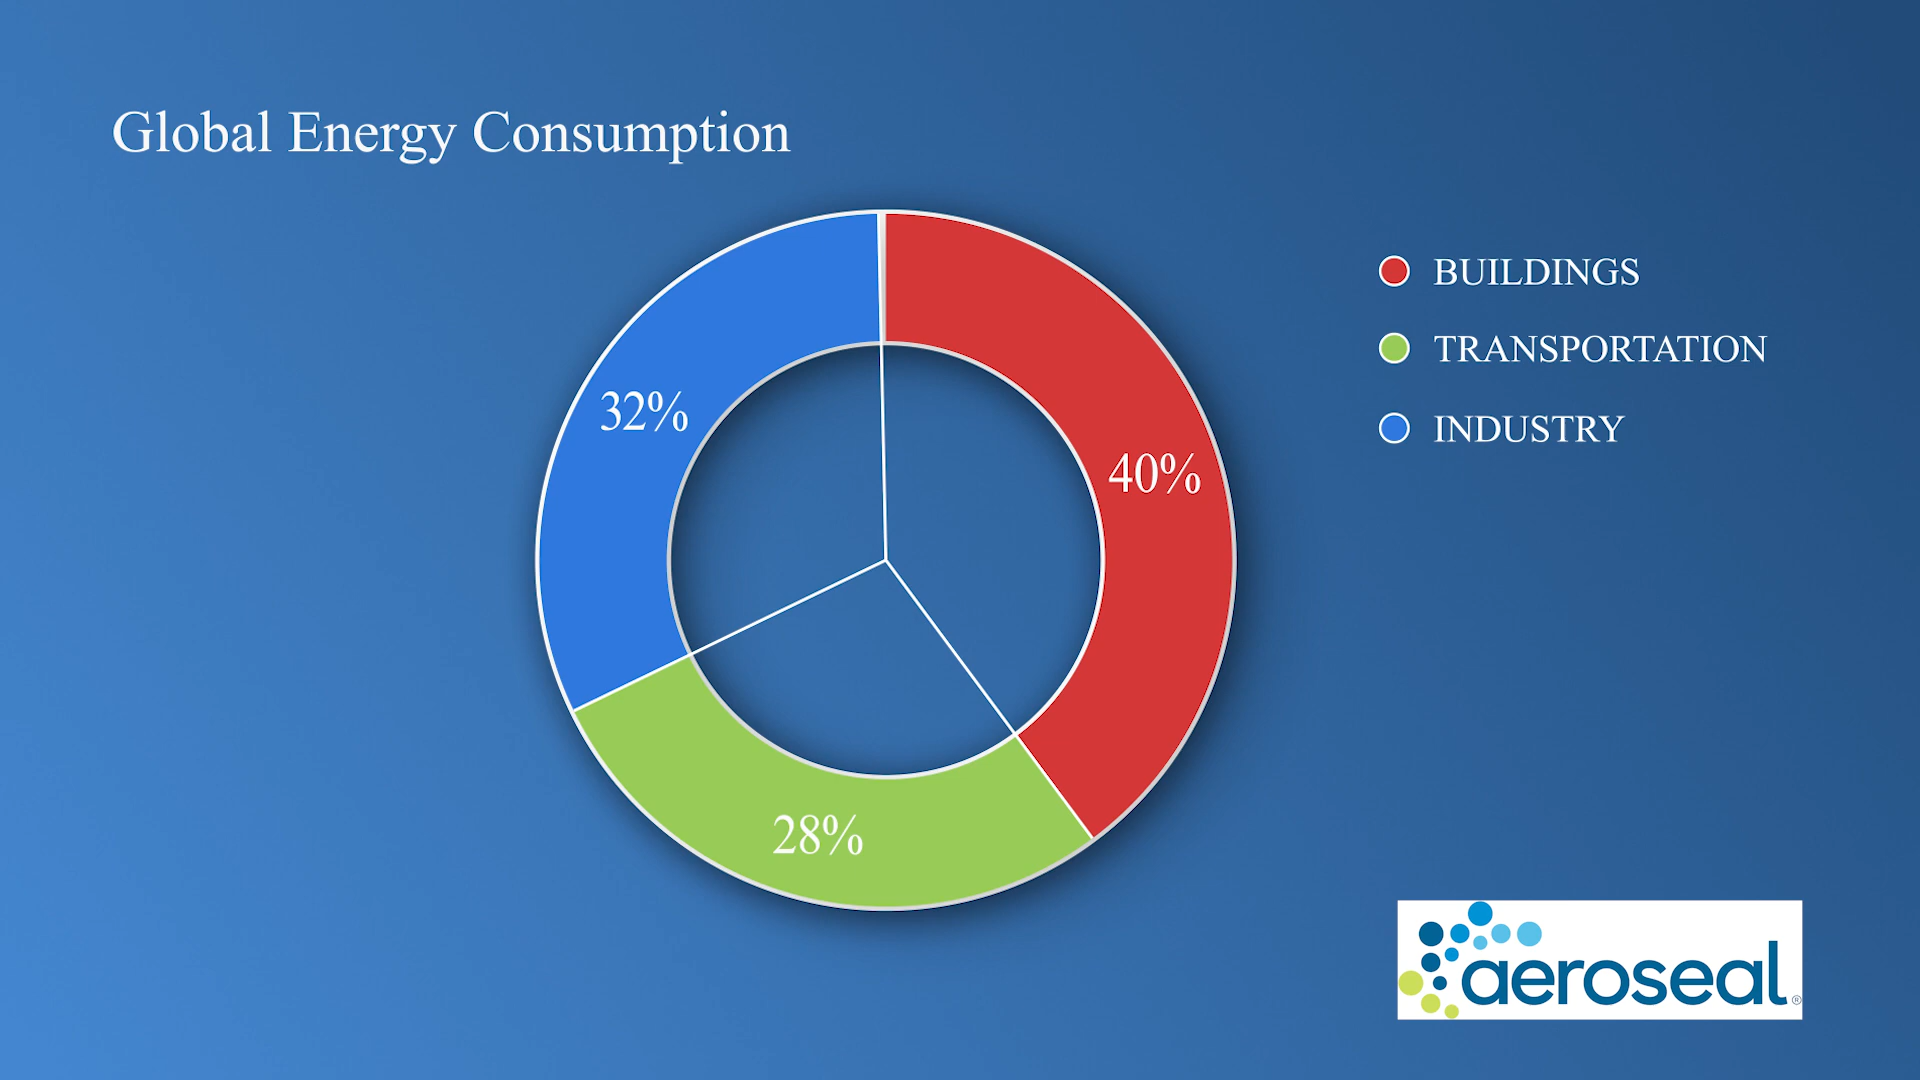 Global Energy Consumption
BUILDINGS
32%
TRANSPORTATION
INDUSTRY
40%
28%
aeroseal®